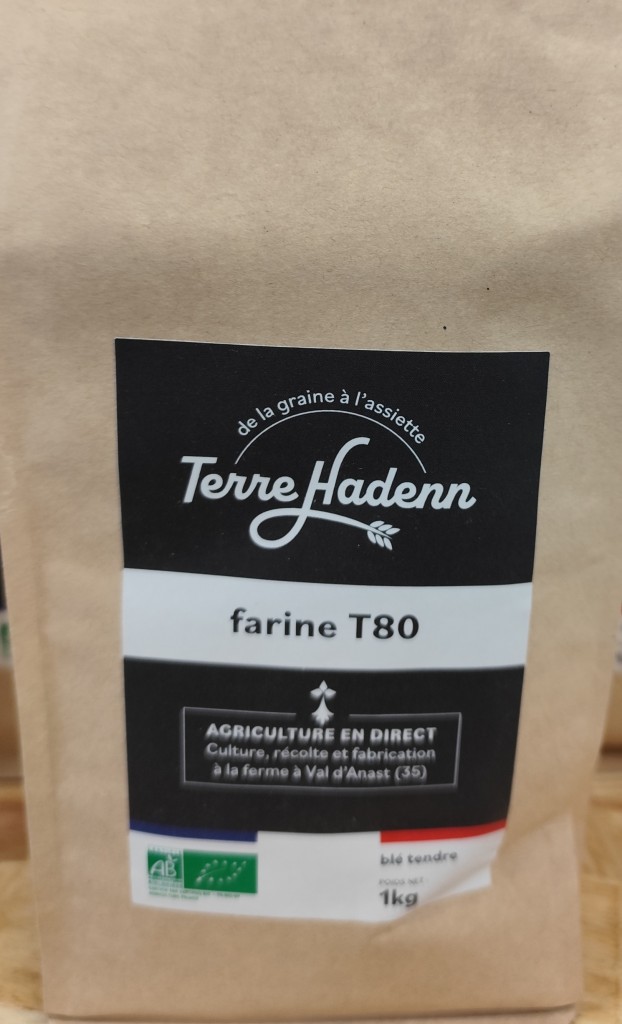 de la graine à l'assiette
Terre Hadenn
farine T80
AGRICULTURE EN DIRECT
Culture, récolte et fabrication
à la ferme à Val d'Anast (35)
AB
blé tendre
POIDS NET
1kg